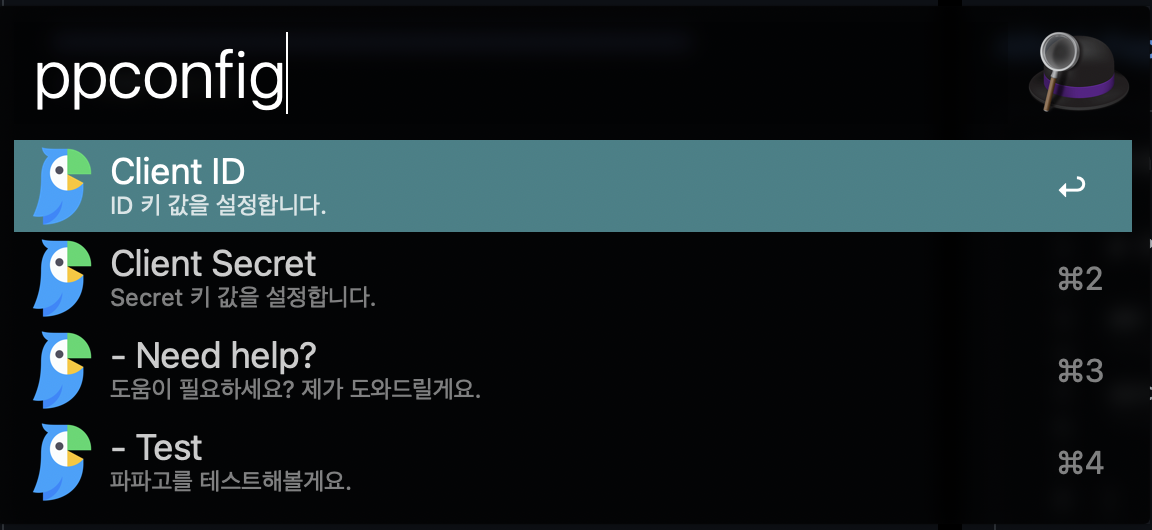 ppconfig
Client ID
ID 키 값을 설정합니다.
Client Secret
Secret 키 값을 설정합니다.
⌘2
- Need help?
도움이 필요하세요? 제가 도와드릴게요.
⌘3
- Test
파파고를 테스트해볼게요.
⌘4